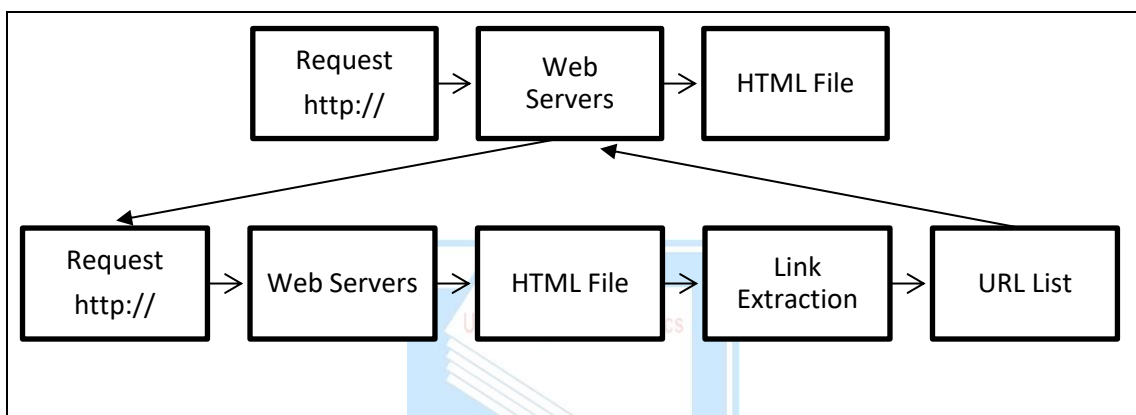 Request
http://
Web
Servers
HTML File
Request
http://
Web Servers
HTML File
Link
Extraction
URL List